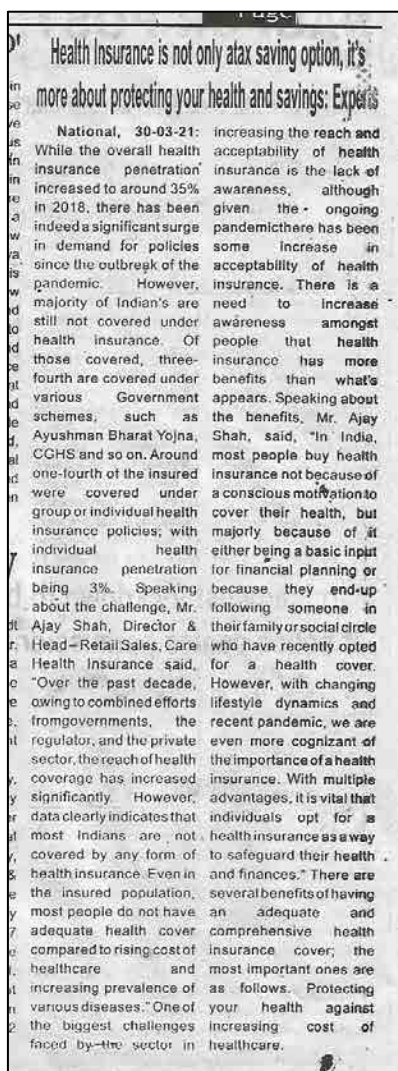 Page
Health Insurance is not only atax saving option, it's
more about protecting your health and savings: Experts
National, 30-03-21:
While the overall health
insurance penetration
increased to around 35%
in 2018, there has been
indeed a significant surge
in demand for policies
since the outbreak of the
pandemic. However,
majority of Indian's are
still not covered under
health insurance. Of
those covered, three-
fourth are covered under
various Government
schemes, such as
Ayushman Bharat Yojna,
CGHS and so on. Around
one-fourth of the insured
were covered under
group or individual health
insurance policies; with
individual health
insurance penetration
being 3%. Speaking
about the challenge, Mr.
Ajay Shah, Director &
Head – Retail Sales, Care
Health Insurance said,
"Over the past decade,
owing to combined efforts
fromgovernments, the
regulator, and the private
sector, the reach of health
coverage has increased
significantly. However,
data clearly indicates that
most Indians are not
covered by any form of
health insurance. Even in
the insured population,
most people do not have
adequate health cover
compared to rising cost of
healthcare and
increasing prevalence of
various diseases." One of
the biggest challenges
faced by the sector in
increasing the reach and
acceptability of health
insurance is the lack of
awareness, although
given the ongoing
pandemicthere has been
some increase in
acceptability of health
insurance. There is a
need to increase
awareness amongst
people that health
insurance has more
benefits than what's
appears. Speaking about
the benefits, Mr. Ajay
Shah, said, "In India,
most people buy health
insurance not because of
a conscious motivation to
cover their health, but
majorly because of it
either being a basic input
for financial planning or
because they end-up
following someone in
their family or social circle
who have recently opted
for a health cover.
However, with changing
lifestyle dynamics and
recent pandemic, we are
even more cognizant of
the importance of a health
insurance. With multiple
advantages, it is vital that
individuals opt for a
health insurance as a way
to safeguard their health
and finances." There are
several benefits of having
an adequate and
comprehensive health
insurance cover; the
most important ones are
as follows. Protecting
your health against
increasing cost of
healthcare.